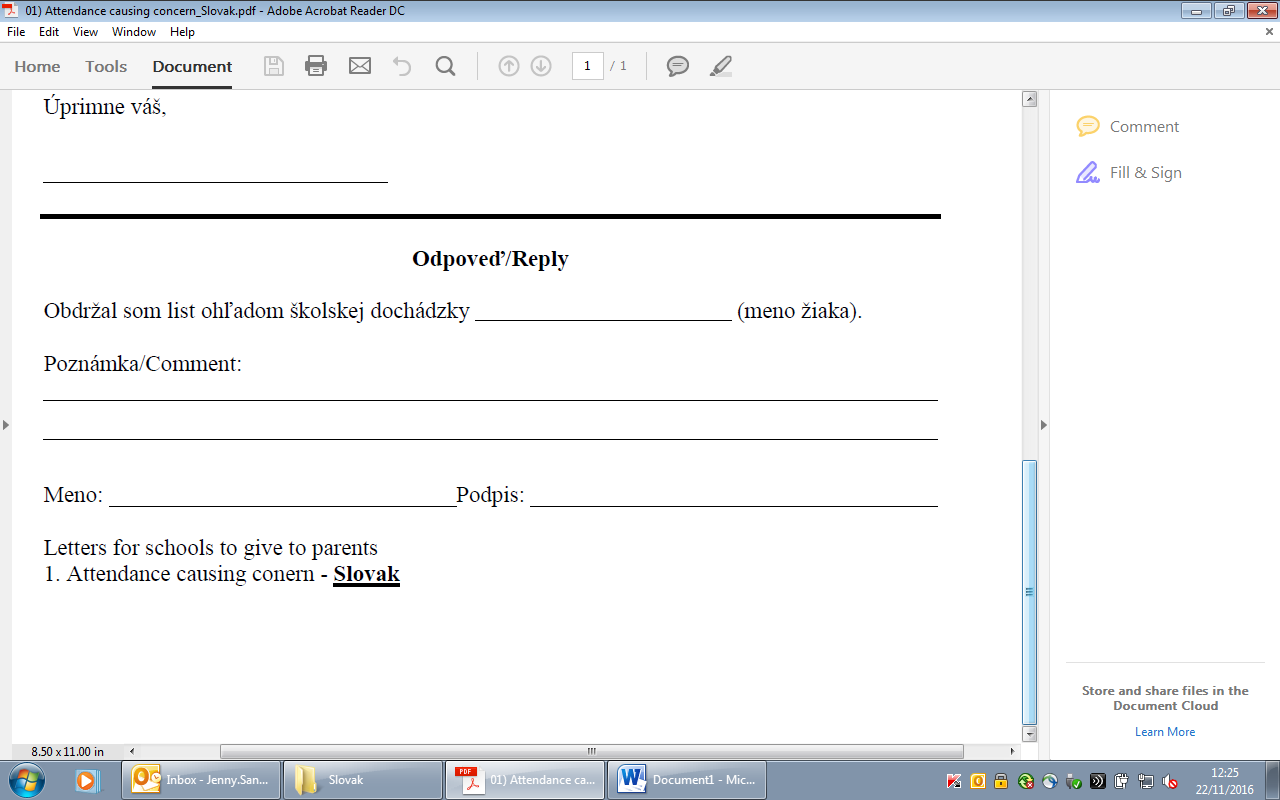 01) Attendance causing concern_Slovak.pdf - Adobe Acrobat Reader DC
File Edit View Window Help
Home Tools Document 1 / 1
Úprimne váš,
Odpoveď/Reply
Obdržal som list ohľadom školskej dochádzky ______________________ (meno žiaka).
Poznámka/Comment:
Meno: ______________________________Podpis: ___________________________________
Letters for schools to give to parents
1. Attendance causing conern - Slovak
Comment
Fill & Sign
Store and share files in the
Document Cloud
Learn More
8.50 x 11.00 in
Inbox - Jenny.San... Slovak PDF 01) Attendance ca... Document1 - Mic... 12:25
22/11/2016